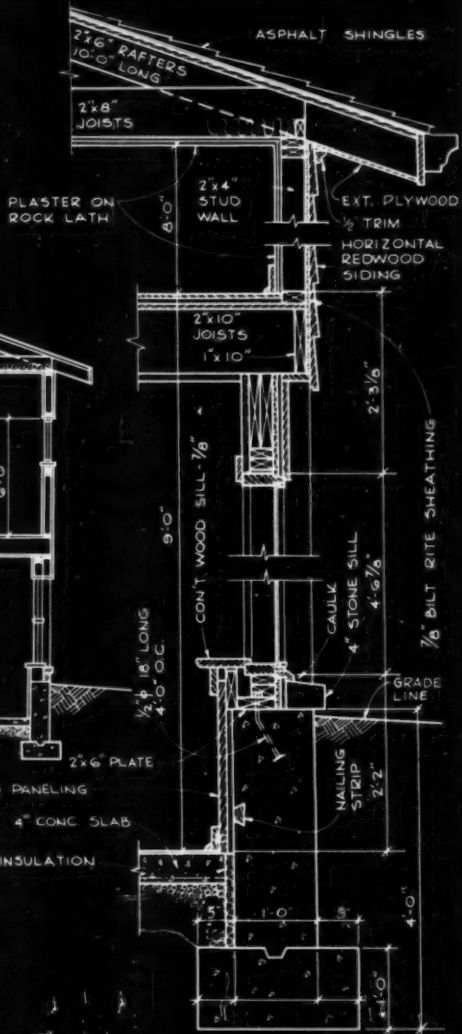 ASPHALT SHINGLES
2"x6" RAFTERS
10'-0" LONG
2"x8"
JOISTS
PLASTER ON
ROCK LATH
8'-0"
2"x4"
STUD
WALL
EXT. PLYWOOD
½" TRIM
HORIZONTAL
REDWOOD
SIDING
2"x10"
JOISTS
1"x10"
2'-3⅛"
⅞" BILT RITE SHEATHING
9'-0"
CON'T WOOD SILL-⅞"
CAULK
4" STONE SILL
4'-6⅞"
½"Ø 18" LONG
4'-0" O.C.
GRADE
LINE
2"x6" PLATE
PANELING
NAILING
STRIP
2'-2"
4" CONC. SLAB
INSULATION
4'-0"
5"
1'-0"
1'-0"